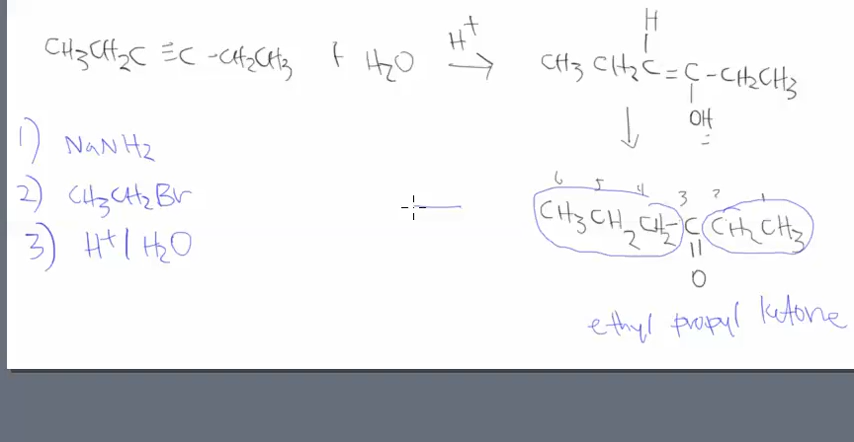 H
CH3CH2C≡C-CH2CH3 + H2O H+ → CH3CH2C=C-CH2CH3
OH
1) NaNH2
2) CH3CH2Br
3) H+/H2O
6 5 4 3 2 1
CH3CH2CH2-C CH2CH3
O
ethyl propyl ketone